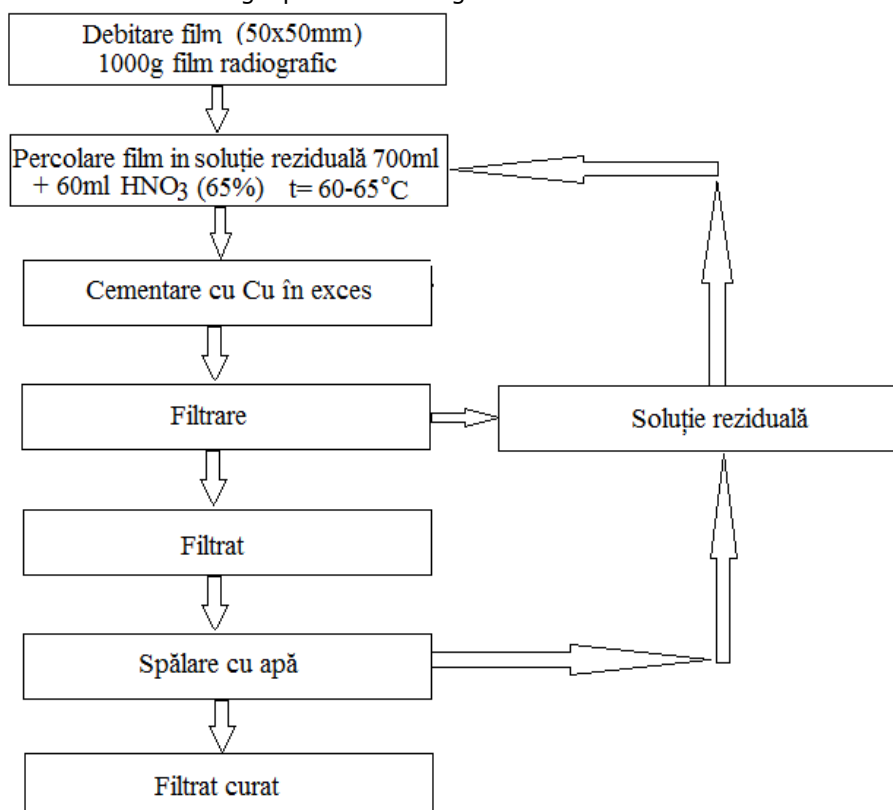 Debitare film (50x50mm)
1000g film radiografic
Percolare film in soluție reziduală 700ml
+ 60ml HNO3 (65%) t= 60-65°C
Cementare cu Cu în exces
Filtrare
Soluție reziduală
Filtrat
Spălare cu apă
Filtrat curat